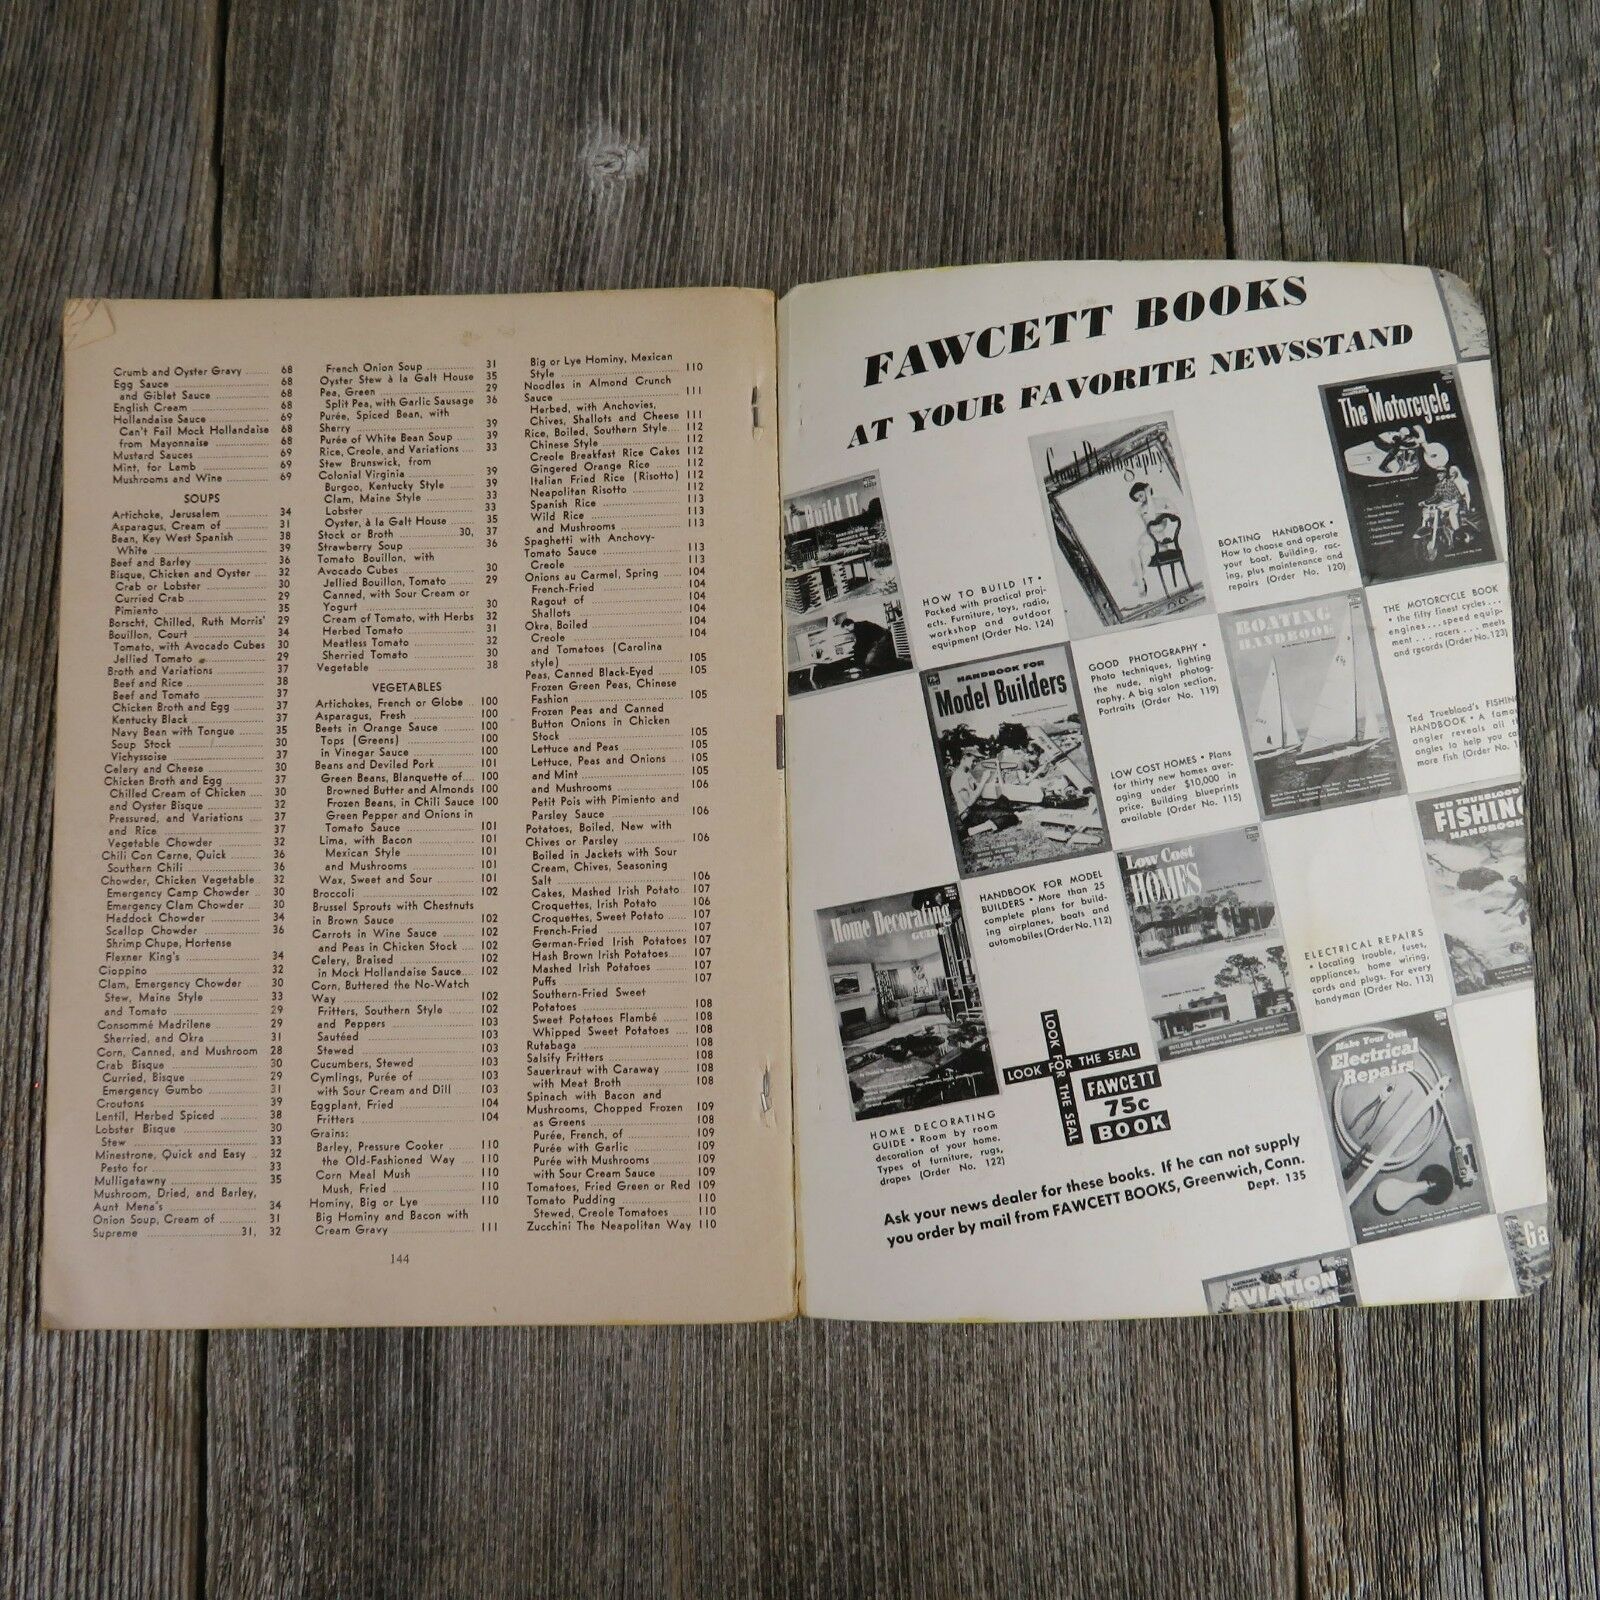 Crumb and Oyster Gravy 68
Egg Sauce 68
and Giblet Sauce 68
English Cream 68
Hollandaise Sauce 69
Can't Fail Mock Hollandaise 68
from Mayonnaise 68
Mustard Sauces 69
Mint, for Lamb 69
Mushrooms and Wine 69
SOUPS
Artichoke, Jerusalem 34
Asparagus, Cream of 31
Bean, Key West Spanish 38
White 39
Beef and Barley 36
Bisque, Chicken and Oyster 32
Crab or Lobster 30
Curried Crab 29
Pimiento 35
Borscht, Chilled, Ruth Morris' 29
Bouillon, Court 34
Tomato, with Avocado Cubes 30
Jellied Tomato 29
Broth and Variations 37
Beef and Rice 38
Beef and Tomato 37
Chicken Broth and Egg 37
Kentucky Black 37
Navy Bean with Tongue 35
Soup Stock 30
Vichyssoise 37
Celery and Cheese 30
Chicken Broth and Egg 37
Chilled Cream of Chicken 30
and Oyster Bisque 32
Pressured, and Variations 37
and Rice 37
Vegetable Chowder 32
Chili Con Carne, Quick 36
Southern Chili 36
Chowder, Chicken Vegetable 32
Emergency Camp Chowder 30
Emergency Clam Chowder 30
Haddock Chowder 34
Scallop Chowder 36
Shrimp Chupe, Hortense
Flexner King's 34
Cioppino 32
Clam, Emergency Chowder 30
Stew, Maine Style 33
and Tomato 29
Consommé Madrilene 29
Sherried, and Okra 31
Corn, Canned, and Mushroom 28
Crab Bisque 30
Curried, Bisque 29
Emergency Gumbo 31
Croutons 39
Lentil, Herbed Spiced 38
Lobster Bisque 30
Stew 33
Minestrone, Quick and Easy 32
Pesto for 33
Mulligatawny 35
Mushroom, Dried, and Barley,
Aunt Mena's 34
Onion Soup, Cream of 31
Supreme 31, 32
French Onion Soup 31
Oyster Stew à la Galt House 35
Pea, Green 29
Split Pea, with Garlic Sausage 36
Purée, Spiced Bean, with
Sherry 39
Purée of White Bean Soup 39
Rice, Creole, and Variations 33
Stew Brunswick, from
Colonial Virginia 39
Burgoo, Kentucky Style 39
Clam, Maine Style 33
Lobster 33
Oyster, à la Galt House 35
Stock or Broth 30, 37
Strawberry Soup 36
Tomato Bouillon, with
Avocado Cubes 30
Jellied Bouillon, Tomato 29
Canned, with Sour Cream or
Yogurt 30
Cream of Tomato, with Herbs 32
Herbed Tomato 31
Meatless Tomato 32
Sherried Tomato 30
Vegetable 38
VEGETABLES
Artichokes, French or Globe 100
Asparagus, Fresh 100
Beets in Orange Sauce 100
Tops (Greens) 100
in Vinegar Sauce 100
Beans and Deviled Pork 101
Green Beans, Blanquette of 100
Browned Butter and Almonds 100
Frozen Beans, in Chili Sauce 100
Green Pepper and Onions in
Tomato Sauce 101
Lima, with Bacon 101
Mexican Style 101
and Mushrooms 101
Wax, Sweet and Sour 101
Broccoli 102
Brussel Sprouts with Chestnuts
in Brown Sauce 102
Carrots in Wine Sauce 102
and Peas in Chicken Stock 102
Celery, Braised 102
in Mock Hollandaise Sauce 102
Corn, Buttered the No-Watch
Way 102
Fritters, Southern Style 102
and Peppers 103
Sautéed 103
Stewed 103
Cucumbers, Stewed 103
Cymlings, Purée of 103
with Sour Cream and Dill 103
Eggplant, Fried 104
Fritters 104
Grains:
Barley, Pressure Cooker 110
the Old-Fashioned Way 110
Corn Meal Mush 110
Mush, Fried 110
Hominy, Big or Lye 110
Big Hominy and Bacon with
Cream Gravy 111
Big or Lye Hominy, Mexican
Style 110
Noodles in Almond Crunch
Sauce 111
Herbed, with Anchovies,
Chives, Shallots and Cheese 111
Rice, Boiled, Southern Style 112
Chinese Style 112
Creole Breakfast Rice Cakes 112
Gingered Orange Rice 112
Italian Fried Rice (Risotto) 112
Neapolitan Risotto 112
Spanish Rice 113
Wild Rice 113
and Mushrooms 113
Spaghetti with Anchovy-
Tomato Sauce 113
Creole 113
Onions au Carmel, Spring 104
French-Fried 104
Ragout of 104
Shallots 104
Okra, Boiled 104
Creole 104
and Tomatoes (Carolina
style) 105
Peas, Canned Black-Eyed 105
Frozen Green Peas, Chinese
Fashion 105
Frozen Peas and Canned
Button Onions in Chicken
Stock 105
Lettuce and Peas 105
Lettuce, Peas and Onions 105
and Mint 105
and Mushrooms 106
Petit Pois with Pimiento and
Parsley Sauce 106
Potatoes, Boiled, New with
Chives or Parsley 106
Boiled in Jackets with Sour
Cream, Chives, Seasoning
Salt 106
Cakes, Mashed Irish Potato 107
Croquettes, Irish Potato 106
Croquettes, Sweet Potato 107
French-Fried 107
German-Fried Irish Potatoes 107
Hash Brown Irish Potatoes 107
Mashed Irish Potatoes 107
Puffs 107
Southern-Fried Sweet
Potatoes 108
Sweet Potatoes Flambé 108
Whipped Sweet Potatoes 108
Rutabaga 108
Salsify Fritters 108
Sauerkraut with Caraway 108
with Meat Broth 108
Spinach with Bacon and
Mushrooms, Chopped Frozen 109
as Greens 108
Purée, French, of 109
Purée with Garlic 109
Purée with Mushrooms 109
with Sour Cream Sauce 109
Tomatoes, Fried Green or Red 109
Tomato Pudding 110
Stewed, Creole Tomatoes 110
Zucchini The Neapolitan Way 110
144
FAWCETT BOOKS
AT YOUR FAVORITE NEWSSTAND
Build IT
Good Photography
The Motorcycle
BOOK
HOW TO BUILD IT •
Packed with practical proj-
ects. Furniture, toys, radio,
workshop and outdoor
equipment (Order No. 124)
BOATING HANDBOOK •
How to choose and operate
your boat. Building, rac-
ing, plus maintenance and
repairs (Order No. 120)
GOOD PHOTOGRAPHY •
Photo techniques, lighting
the nude, night photog-
raphy. A big salon section.
Portraits (Order No. 119)
THE MOTORCYCLE BOOK
• the fifty finest cycles...
engines...speed equip-
ment...racers...meets
and records (Order No. 123)
HANDBOOK FOR
Model Builders
BOATING
HANDBOOK
LOW COST HOMES • Plans
for thirty new homes aver-
aging under $10,000 in
price. Building blueprints
available (Order No. 115)
Ted Trueblood's FISHIN
HANDBOOK • A famo
angler reveals all
angles to help you ca
more fish (Order No. 1
TED TRUEBLOOD'S
FISHING
HANDBOOK
Low Cost
HOMES
BUILDING BLUEPRINTS
HANDBOOK FOR MODEL
BUILDERS • More than 25
complete plans for build-
ing airplanes, boats and
automobiles (Order No. 112)
Home Decorating
GUIDE
ELECTRICAL REPAIRS
• Locating trouble, fuses,
appliances, home wiring,
cords and plugs. For every
handyman (Order No. 113)
Make Your Own
Electrical
Repairs
LOOK FOR THE SEAL
LOOK FOR THE SEAL
FAWCETT
75c
BOOK
HOME DECORATING
GUIDE • Room by room
decoration of your home.
Types of furniture, rugs,
drapes (Order No. 122)
Ask your news dealer for these books. If he can not supply
you order by mail from FAWCETT BOOKS, Greenwich, Conn.
Dept. 135
AVIATION
Ga